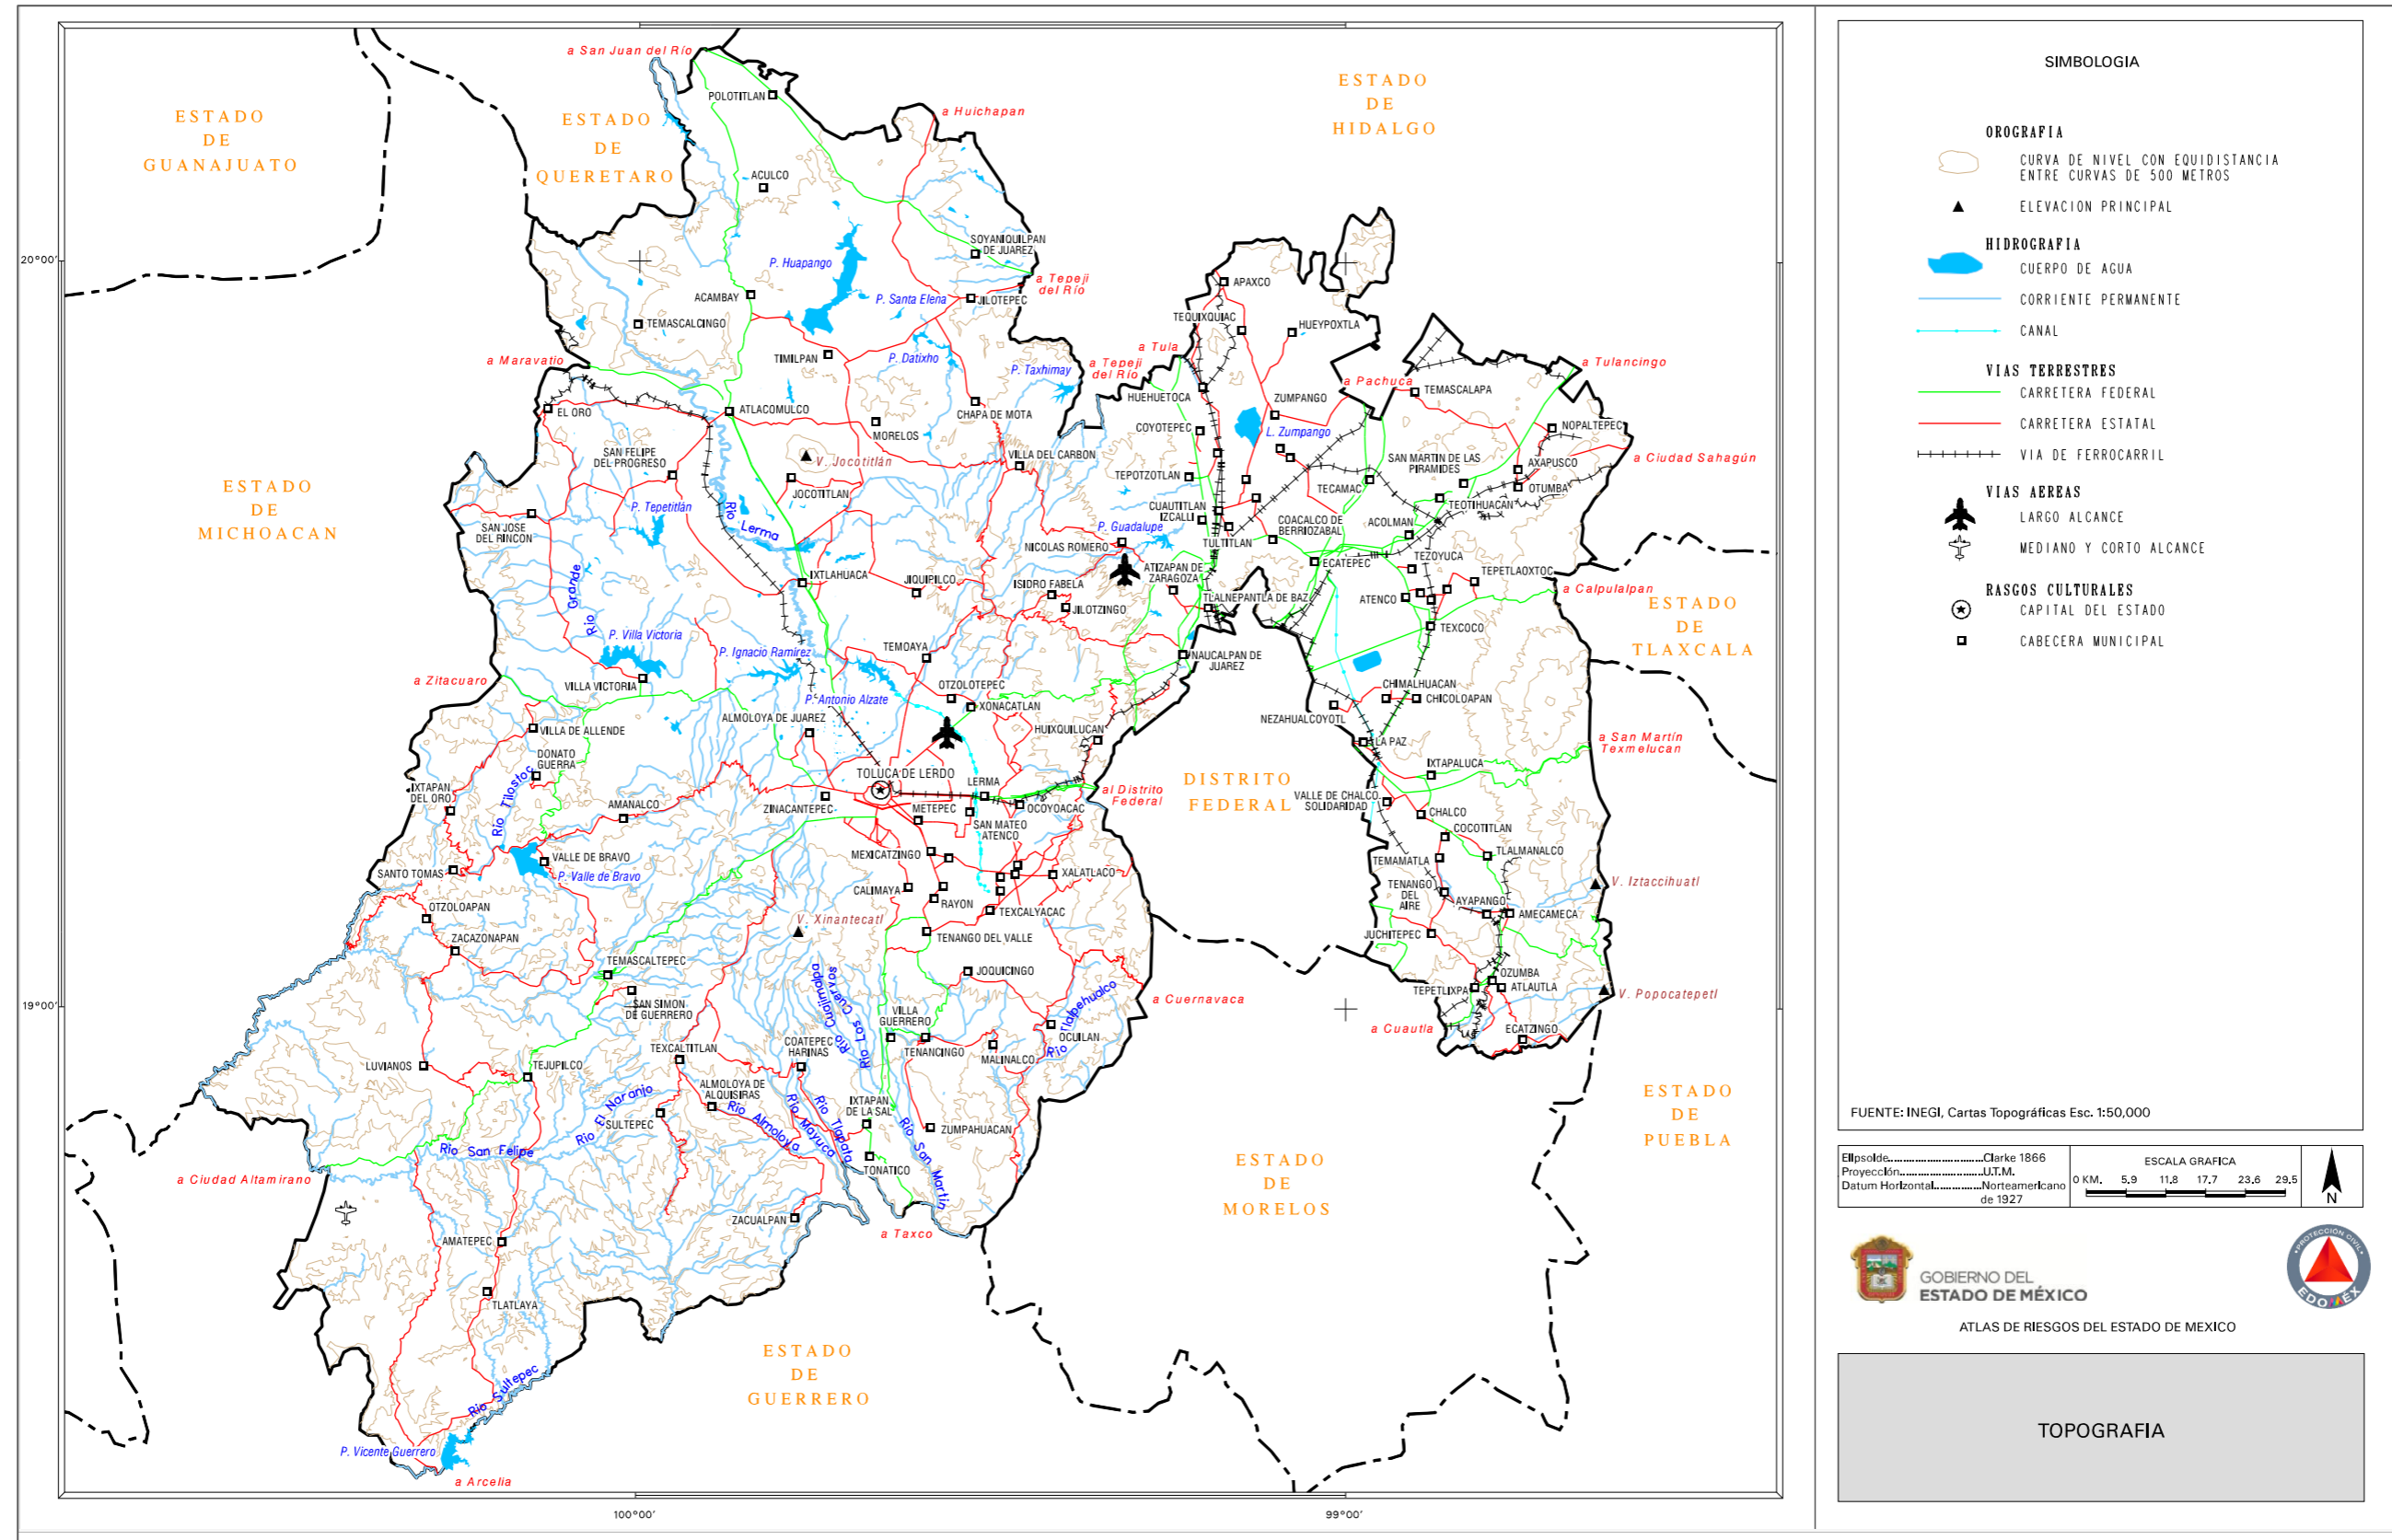 a San Juan del Río
POLOTITLAN
a Huichapan
ESTADO
DE
GUANAJUATO
ESTADO
DE
QUERETARO
ESTADO
DE
HIDALGO
ACULCO
SOYANIQUILPAN
DE JUAREZ
20°00'
P. Huapango
a Tepeji
del Río
ACAMBAY
P. Santa Elena
JILOTEPEC
APAXCO
TEMASCALCINGO
TEQUIXQUIAC
HUEYPOXTLA
a Maravatio
TIMILPAN
P. Datixho
P. Taxhimay
a Tula
a Tepeji
del Río
a Tulancingo
a Pachuca
TEMASCALAPA
EL ORO
ATLACOMULCO
MORELOS
CHAPA DE MOTA
HUEHUETOCA
ZUMPANGO
COYOTEPEC
L. Zumpango
NOPALTEPEC
SAN FELIPE
DEL PROGRESO
V. Jocotitlán
VILLA DEL CARBON
SAN MARTIN DE LAS
PIRAMIDES
AXAPUSCO
a Ciudad Sahagún
JOCOTITLAN
TEPOTZOTLAN
TECAMAC
OTUMBA
ESTADO
DE
MICHOACAN
P. Tepetitlán
Río Lerma
SAN JOSE
DEL RINCON
CUAUTITLAN
IZCALLI
TEOTIHUACAN
P. Guadalupe
COACALCO DE
BERRIOZABAL
ACOLMAN
NICOLAS ROMERO
TULTITLAN
TEZOYUCA
Río Grande
IXTLAHUACA
JIQUIPILCO
ISIDRO FABELA
ATIZAPAN DE
ZARAGOZA
ECATEPEC
TEPETLAOXTOC
JILOTZINGO
TLALNEPANTLA DE BAZ
ATENCO
a Calpulalpan
ESTADO
DE
TLAXCALA
TEXCOCO
P. Villa Victoria
P. Ignacio Ramírez
TEMOAYA
NAUCALPAN DE
JUAREZ
a Zitacuaro
VILLA VICTORIA
P. Antonio Alzate
OTZOLOTEPEC
XONACATLAN
CHIMALHUACAN
CHICOLOAPAN
NEZAHUALCOYOTL
VILLA DE ALLENDE
ALMOLOYA DE JUAREZ
HUIXQUILUCAN
LA PAZ
a San Martín
Texmelucan
DONATO
GUERRA
Río Tilostoc
IXTAPAN
DEL ORO
TOLUCA DE LERDO
LERMA
al Distrito
Federal
DISTRITO
FEDERAL
IXTAPALUCA
AMANALCO
ZINACANTEPEC
METEPEC
OCOYOACAC
SAN MATEO
ATENCO
VALLE DE CHALCO
SOLIDARIDAD
CHALCO
COCOTITLAN
VALLE DE BRAVO
P. Valle de Bravo
SANTO TOMAS
MEXICATZINGO
TEMAMATLA
TLALMANALCO
CALIMAYA
RAYON
XALATLACO
TENANGO
DEL
AIRE
V. Iztaccihuatl
OTZOLOAPAN
V. Xinantecatl
TEXCALYACAC
AYAPANGO
AMECAMECA
ZACAZONAPAN
TENANGO DEL VALLE
JUCHITEPEC
TEMASCALTEPEC
JOQUICINGO
OZUMBA
SAN SIMON
DE GUERRERO
Río Cualimalpa
Río Los Cuervos
Río Tlalpehualco
TEPETLIXPA
ATLAUTLA
V. Popocatepetl
19°00'
a Cuernavaca
VILLA
GUERRERO
OCUILAN
a Cuautla
ECATZINGO
TEXCALTITLAN
COATEPEC
HARINAS
TENANCINGO
MALINALCO
LUVIANOS
TEJUPILCO
ALMOLOYA DE
ALQUISIRAS
Río El Naranjo
Río Almoloya
Río Mayuca
Río Tlapala
IXTAPAN
DE LA SAL
Río San Martín
ZUMPAHUACAN
SULTEPEC
Río San Felipe
TONATICO
a Ciudad Altamirano
ESTADO
DE
PUEBLA
ESTADO
DE
MORELOS
ZACUALPAN
a Taxco
AMATEPEC
TLATLAYA
ESTADO
DE
GUERRERO
Río Sultepec
P. Vicente Guerrero
a Arcelia
100°00'
99°00'
SIMBOLOGIA
OROGRAFIA
CURVA DE NIVEL CON EQUIDISTANCIA
ENTRE CURVAS DE 500 METROS
ELEVACION PRINCIPAL
HIDROGRAFIA
CUERPO DE AGUA
CORRIENTE PERMANENTE
CANAL
VIAS TERRESTRES
CARRETERA FEDERAL
CARRETERA ESTATAL
VIA DE FERROCARRIL
VIAS AEREAS
LARGO ALCANCE
MEDIANO Y CORTO ALCANCE
RASGOS CULTURALES
CAPITAL DEL ESTADO
CABECERA MUNICIPAL
FUENTE: INEGI, Cartas Topográficas Esc. 1:50,000
Elipsoide..........................Clarke 1866
Proyección.......................U.T.M.
Datum Horizontal.............Norteamericano
de 1927
ESCALA GRAFICA
0 KM. 5.9 11.8 17.7 23.6 29.5
N
GOBIERNO DEL
ESTADO DE MÉXICO
PROTECCIÓN CIVIL
EDOMÉX
ATLAS DE RIESGOS DEL ESTADO DE MEXICO
TOPOGRAFIA